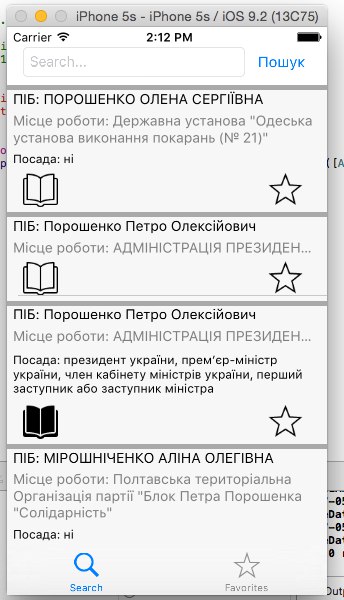 iPhone 5s - iPhone 5s / iOS 9.2 (13C75)
Carrier 2:12 PM
Search... Пошук
ПІБ: ПОРОШЕНКО ОЛЕНА СЕРГІЇВНА
Місце роботи: Державна установа "Одеська
установа виконання покарань (№ 21)"
Посада: ні
ПІБ: Порошенко Петро Олексійович
Місце роботи: АДМІНІСТРАЦІЯ ПРЕЗИДЕН...
ПІБ: Порошенко Петро Олексійович
Місце роботи: АДМІНІСТРАЦІЯ ПРЕЗИДЕН...
Посада: президент україни, прем’єр-міністр
україни, член кабінету міністрів україни, перший
заступник або заступник міністра
ПІБ: МІРОШНІЧЕНКО АЛІНА ОЛЕГІВНА
Місце роботи: Полтавська територіальна
Організація партії "Блок Петра Порошенка
"Солідарність"
Посада: ні
Search Favorites